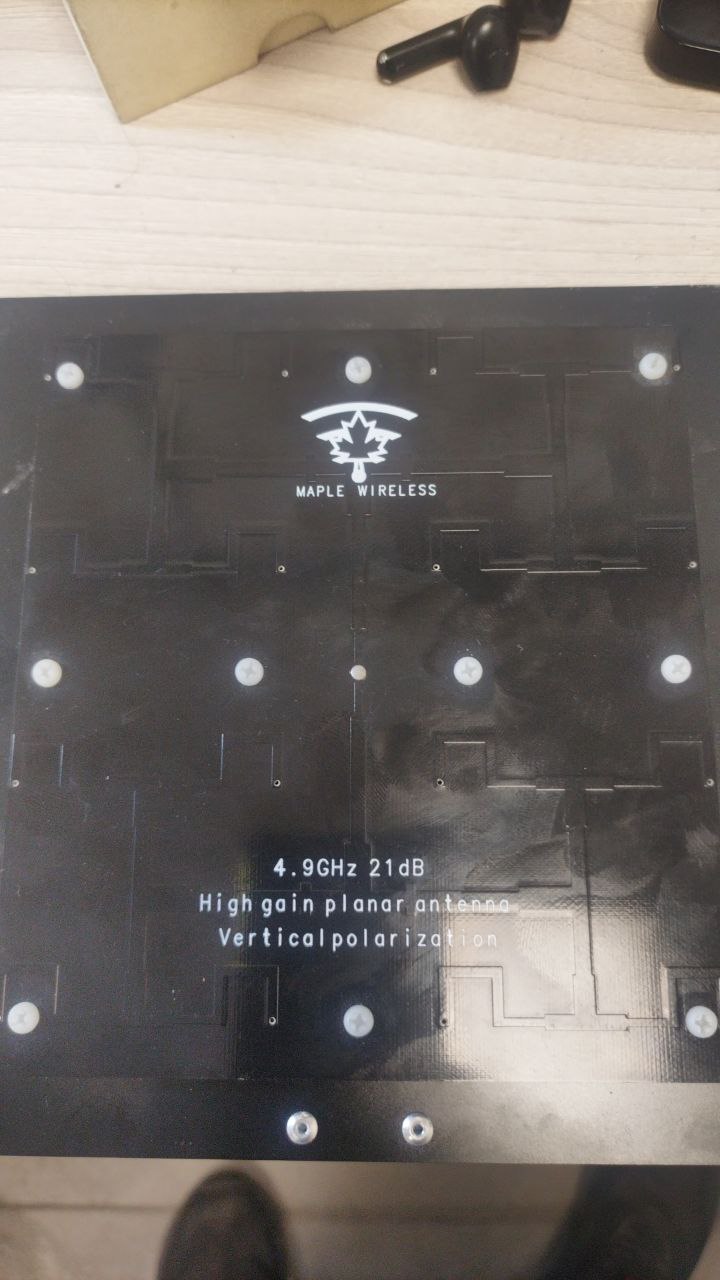 MAPLE WIRELESS
4.9GHz 21dB
High gain planar antenna
Vertical polarization